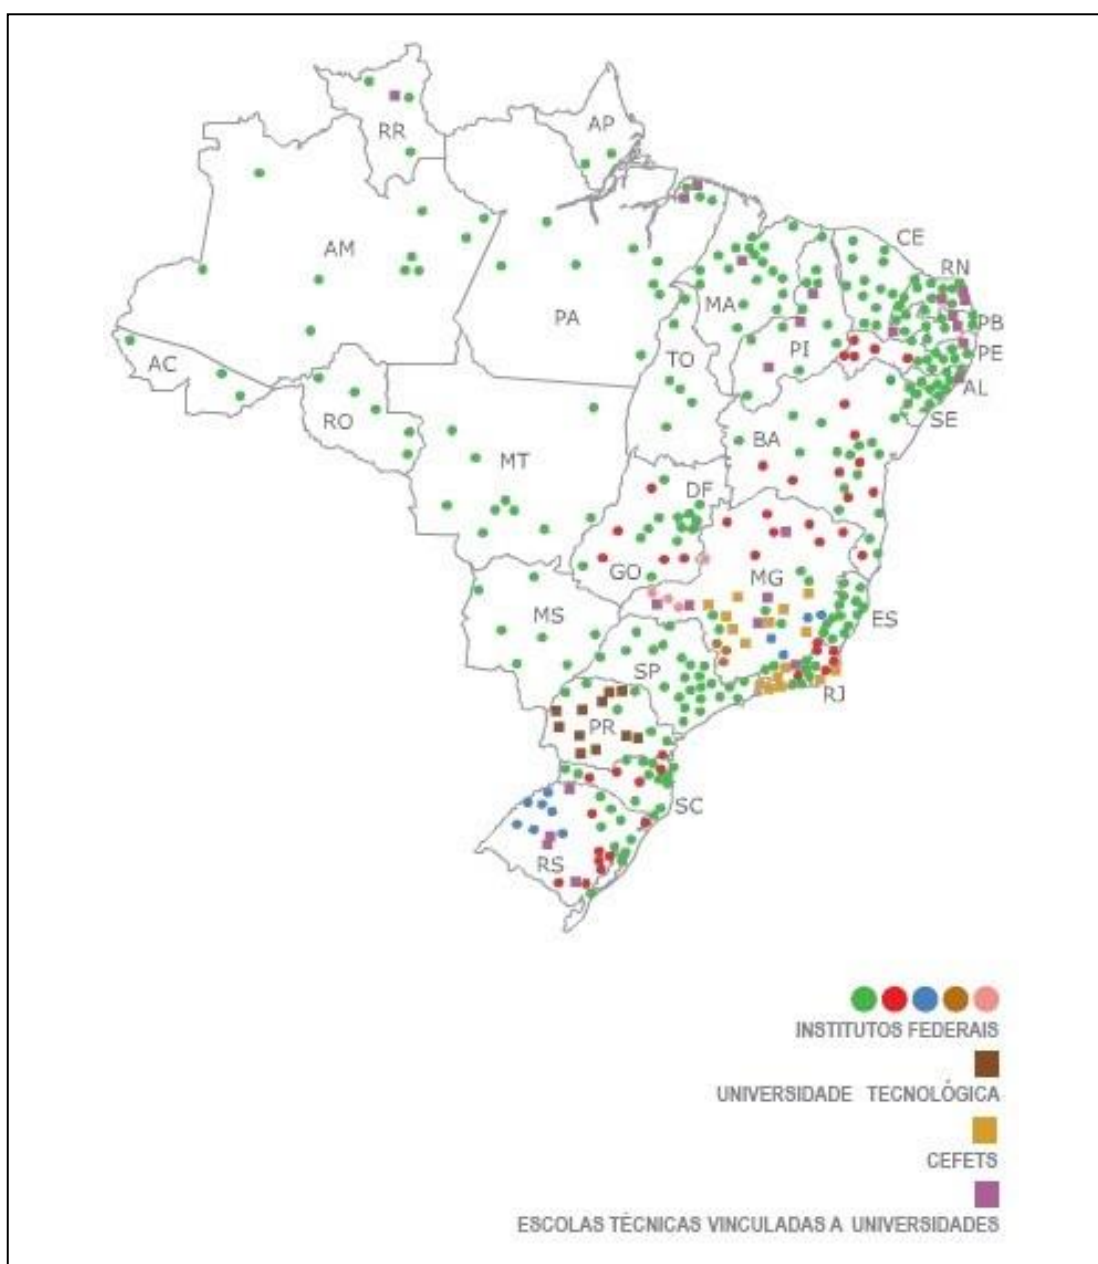 RR
AP
AM
PA
MA
CE
RN
PB
PE
AL
SE
PI
TO
AC
RO
MT
BA
DF
GO
MG
ES
MS
SP
RJ
PR
SC
RS
INSTITUTOS FEDERAIS
UNIVERSIDADE TECNOLÓGICA
CEFETS
ESCOLAS TÉCNICAS VINCULADAS A UNIVERSIDADES